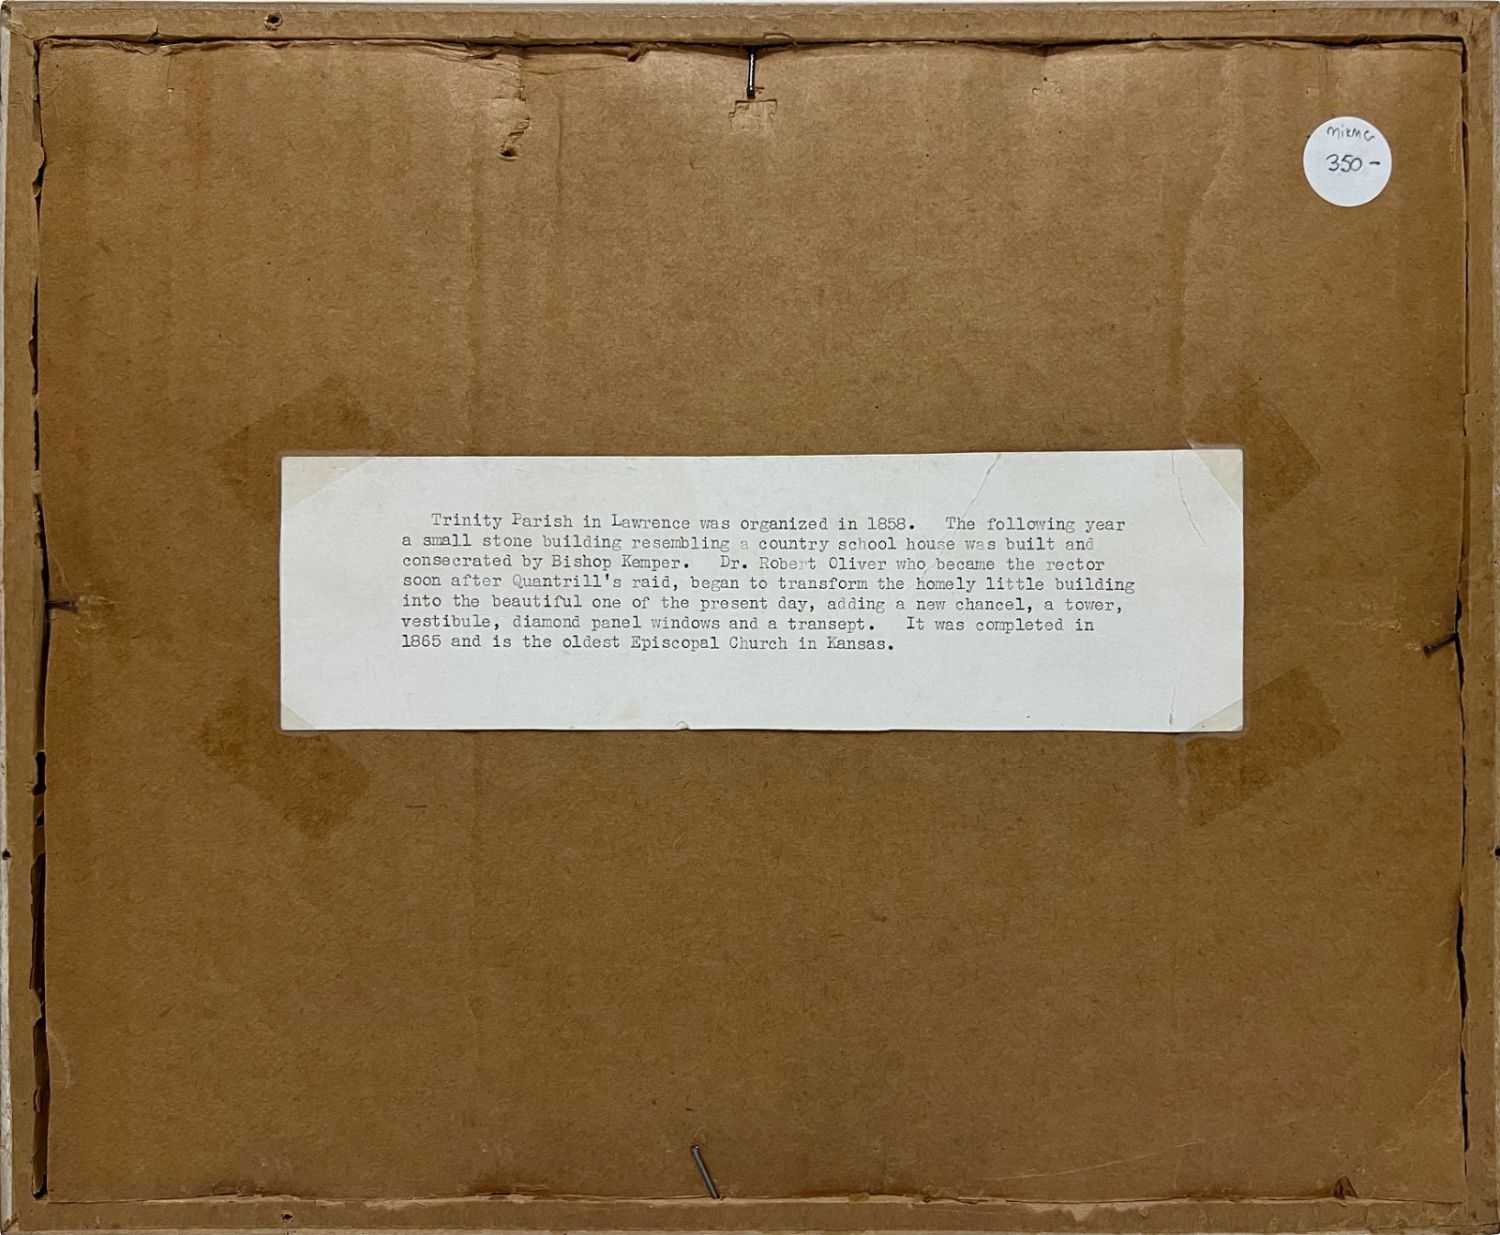 350-
Trinity Parish in Lawrence was organized in 1858. The following year
a small stone building resembling a country school house was built and
consecrated by Bishop Kemper. Dr. Robert Oliver who became the rector
soon after Quantrill's raid, began to transform the homely little building
into the beautiful one of the present day, adding a new chancel, a tower,
vestibule, diamond panel windows and a transept. It was completed in
1865 and is the oldest Episcopal Church in Kansas.